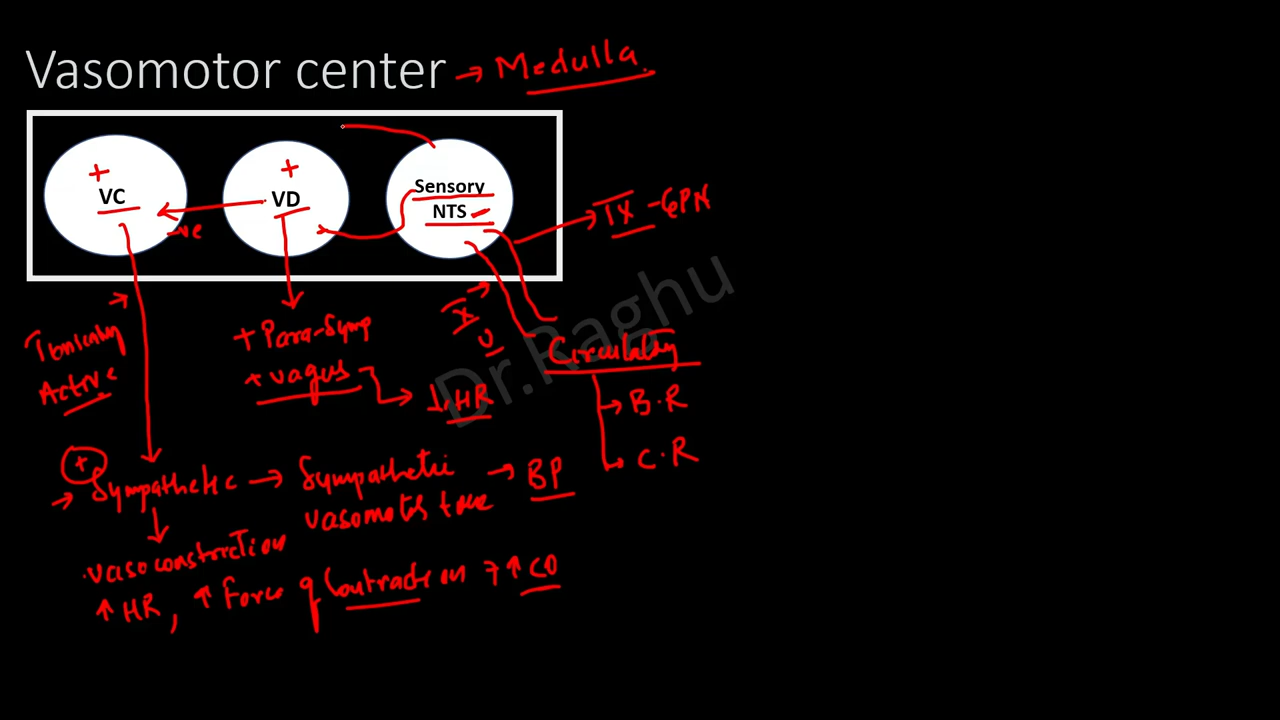 Vasomotor center → Medulla
+ + Sensory
VC VD NTS
-ve
IX - GPN
X
Tonically
Active
+ Para-symp
+ vagus → ↓ HR
Circulatory
→ B.R
→ C.R
+
→ Sympathetic → Sympathetic vasomotor tone → BP
vasoconstriction
↑ HR, ↑ Force of Contraction → ↑ CO
Dr.Raghu